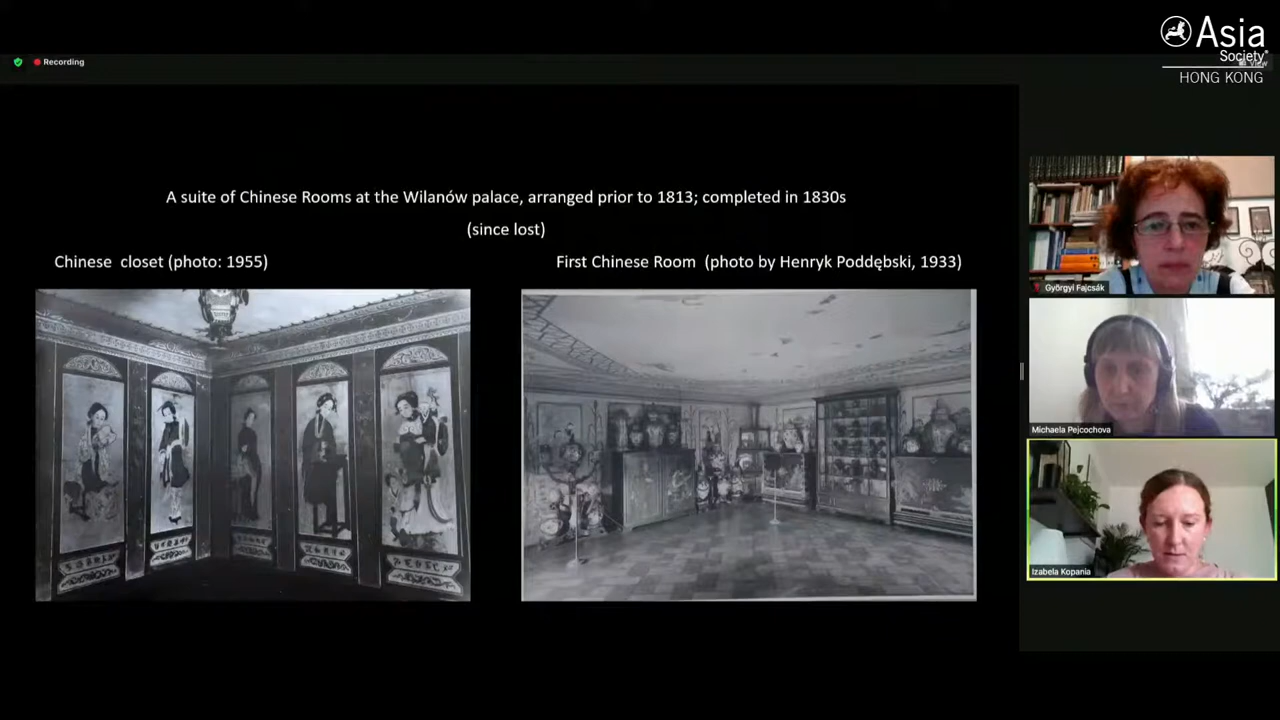 Asia
Society
HONG KONG
Recording
View
A suite of Chinese Rooms at the Wilanów palace, arranged prior to 1813; completed in 1830s
(since lost)
Chinese closet (photo: 1955)
First Chinese Room (photo by Henryk Poddębski, 1933)
Györgyi Fajcsák
Michaela Pejcochova
Izabela Kopania